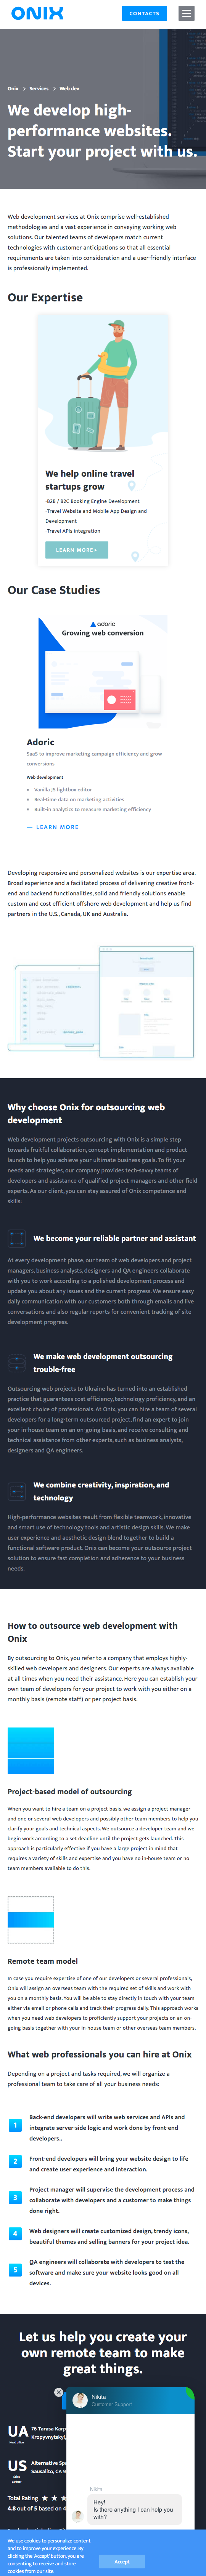 ONIX
CONTACTS
Onix > Services > Web dev
We develop high-
performance websites.
Start your project with us.
Web development services at Onix comprise well-established
methodologies and a vast experience in conveying working web
solutions. Our talented teams of developers match current
technologies with customer anticipations so that all essential
requirements are taken into consideration and a user-friendly interface
is professionally implemented.
Our Expertise
We help online travel
startups grow
-B2B / B2C Booking Engine Development
-Travel Website and Mobile App Design and
Development
-Travel APIs Integration
LEARN MORE>
Our Case Studies
adoric
Growing web conversion
Adoric
SaaS to improve marketing campaign efficiency and grow
conversions
Web development
Vanilla JS lightbox editor
Real-time data on marketing activities
Built-in analytics to measure marketing efficiency
LEARN MORE
Developing responsive and personalized websites is our expertise area.
Broad experience and a facilitated process of delivering creative front-
and and backend functionalities, solid and friendly solutions enable
custom and cost efficient offshore web development and help us find
partners in the U.S., Canada, UK and Australia.
Why choose Onix for outsourcing web
development
Web development projects outsourcing with Onix is a simple step
towards fruitful collaboration, concept implementation and product
launch to help you achieve your ultimate business goals. To fit your
needs and strategies, our company provides tech-savvy teams of
developers and assistance of qualified project managers and other field
experts. As our client, you can stay assured of Onix competence and
skills:
We become your reliable partner and assistant
At every development phase, our team of web developers and project
managers, business analysts, designers and QA engineers collaborate
with you to work according to a polished development process and
update you about any issues and the current progress. We ensure easy
daily communication with our customers both through emails and live
conversations and also regular reports for convenient tracking of site
development progress.
We make web development outsourcing
trouble-free
Outsourcing web projects to Ukraine has turned into an established
practice that guarantees cost efficiency, technology proficiency, and an
excellent choice of professionals. At Onix, you can hire a team of several
developers for a long-term outsourced project, find an expert to join
your in-house team on an on-going basis, and receive consulting and
technical assistance from other experts, such as business analysts,
designers and QA engineers.
We combine creativity, inspiration, and
technology
High-performance websites result from flexible teamwork, innovative
and smart use of technology tools and artistic design skills. We make
user experience and aesthetic design blend together to build a
functional software product. Onix can become your outsource project
solution to ensure fast completion and adherence to your business
needs.
How to outsource web development with
Onix
By outsourcing to Onix, you refer to a company that employs highly-
skilled web developers and designers. Our experts are always available
at all times when you need their assistance. Here you can establish your
own team of developers for your project to work with you either on a
monthly basis (remote staff) or per project basis.
Project-based model of outsourcing
When you want to hire a team on a project basis, we assign a project manager
and one or several web developers and possibly other team members to help you
clarify your goals and technical aspects. We outsource a developer team and we
begin work according to a set deadline until the project gets launched. This
approach is particularly effective if you have a large project in mind that
requires a variety of skills and expertise and you have no in-house team or no
team members available to do this.
Remote team model
In case you require expertise of one of our developers or several professionals,
Onix will assign an overseas team with the required set of skills and work with
you on a monthly basis. You will be able to stay directly in touch with your team
either via email or phone calls and track their progress daily. This approach works
when you need web developers to proficiently support your projects on an on-
going basis together with your in-house team or other overseas team members.
What web professionals you can hire at Onix
Depending on a project and tasks required, we will organize a
professional team to take care of all your business needs:
1
Back-end developers will write web services and APIs and
integrate server-side logic and work done by front-end
developers..
2
Front-end developers will bring your website design to life
and create user experience and interaction.
3
Project manager will supervise the development process and
collaborate with developers and a customer to make things
done right.
4
Web designers will create customized design, trendy icons,
beautiful themes and selling banners for your project idea.
5
QA engineers will collaborate with developers to test the
software and make sure your website looks good on all
devices.
Let us help you create your
own remote team to make
great things.
Nikita
Customer Support
UA
Head office
76 Tarasa Karp
Kropyvnytskyi,
US
Sales
partner
Alternative Spa
Sausalito, CA 9
Total Rating
4.8 out of 5 based on 4
Nikita
Hey!
Is there anything I can help you
with?
We use cookies to personalize content
and to improve your experience. By
clicking the 'Accept' button, you are
consenting to receive and store
cookies from our site.
Accept